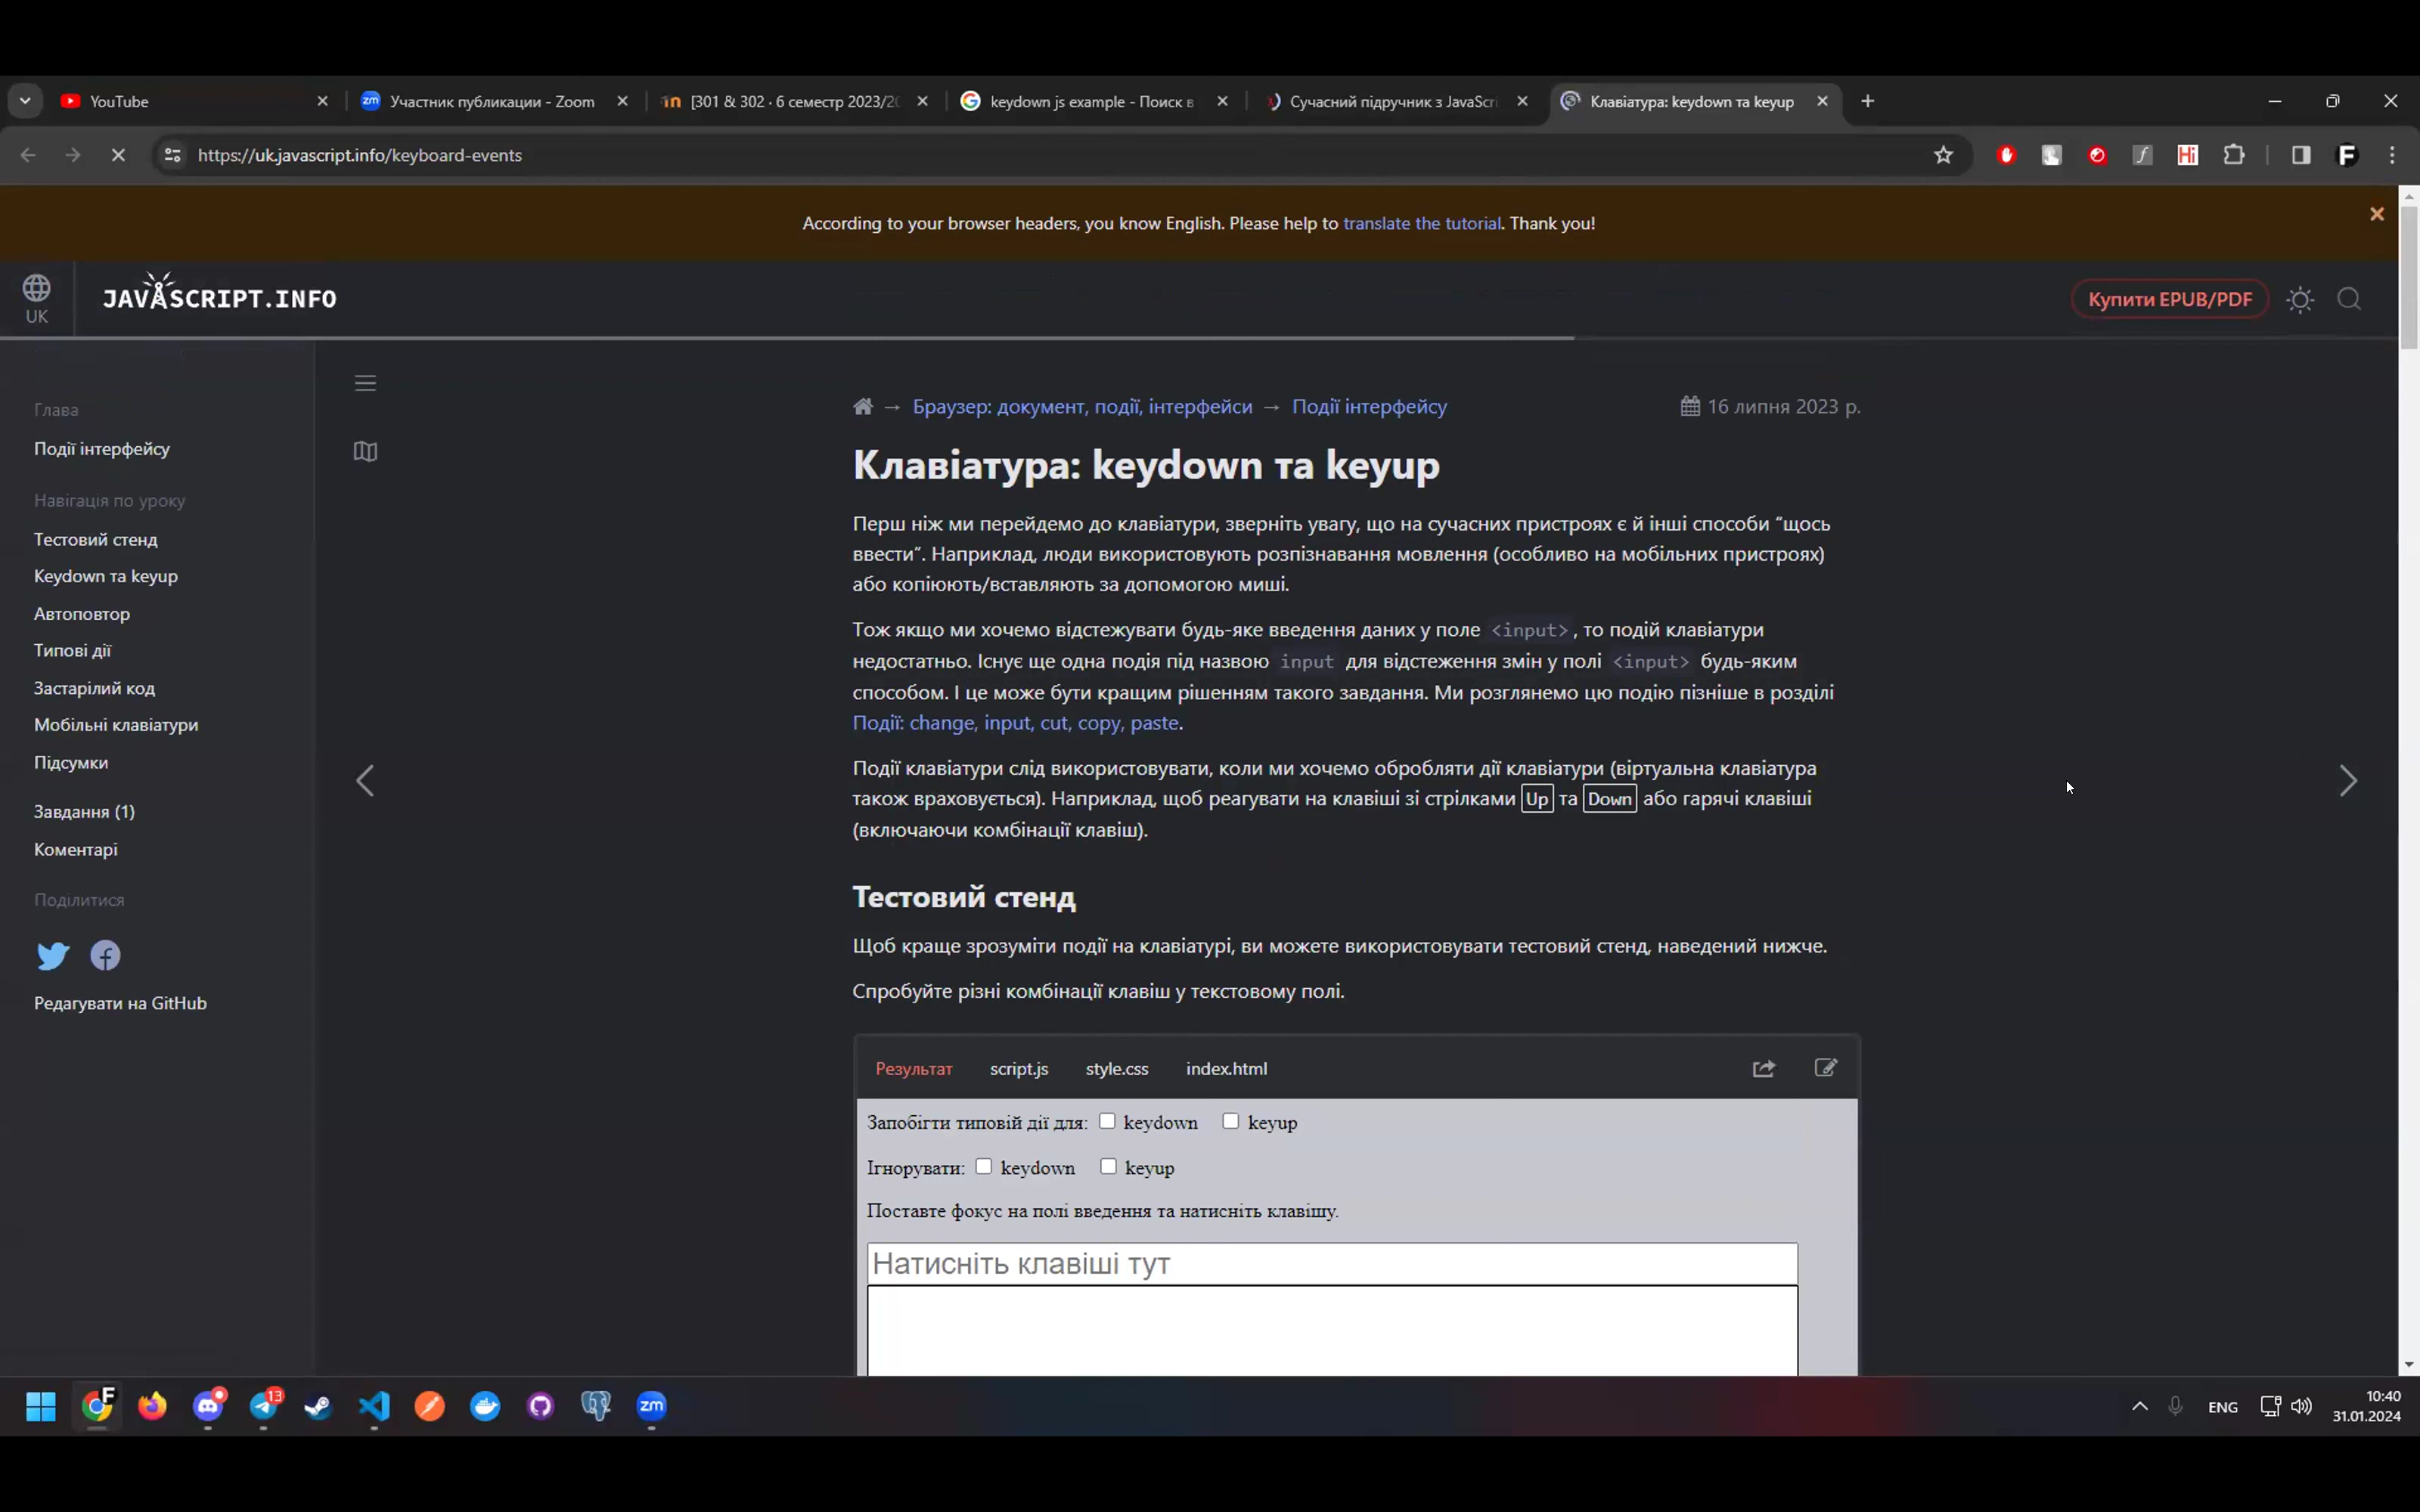 YouTube
Участник публикации - Zoom
[301 & 302 · 6 семестр 2023/20
keydown js example - Поиск в
Сучасний підручник з JavaScri
Клавіатура: keydown та keyup
https://uk.javascript.info/keyboard-events
According to your browser headers, you know English. Please help to translate the tutorial. Thank you!
UK
JAVASCRIPT.INFO
Купити EPUB/PDF
Глава
Події інтерфейсу
Навігація по уроку
Тестовий стенд
Keydown та keyup
Автоповтор
Типові дії
Застарілий код
Мобільні клавіатури
Підсумки
Завдання (1)
Коментарі
Поділитися
Редагувати на GitHub
→ Браузер: документ, події, інтерфейси → Події інтерфейсу
16 липня 2023 р.
Клавіатура: keydown та keyup
Перш ніж ми перейдемо до клавіатури, зверніть увагу, що на сучасних пристроях є й інші способи “щось
ввести”. Наприклад, люди використовують розпізнавання мовлення (особливо на мобільних пристроях)
або копіюють/вставляють за допомогою миші.
Тож якщо ми хочемо відстежувати будь-яке введення даних у поле <input>, то подій клавіатури
недостатньо. Існує ще одна подія під назвою input для відстеження змін у полі <input> будь-яким
способом. І це може бути кращим рішенням такого завдання. Ми розглянемо цю подію пізніше в розділі
Події: change, input, cut, copy, paste.
Події клавіатури слід використовувати, коли ми хочемо обробляти дії клавіатури (віртуальна клавіатура
також враховується). Наприклад, щоб реагувати на клавіші зі стрілками Up та Down або гарячі клавіші
(включаючи комбінації клавіш).
Тестовий стенд
Щоб краще зрозуміти події на клавіатурі, ви можете використовувати тестовий стенд, наведений нижче.
Спробуйте різні комбінації клавіш у текстовому полі.
Результат script.js style.css index.html
Запобігти типовій дії для: keydown keyup
Ігнорувати: keydown keyup
Поставте фокус на полі введення та натисніть клавішу.
Натисніть клавіші тут
F
13
zm
ENG
10:40
31.01.2024